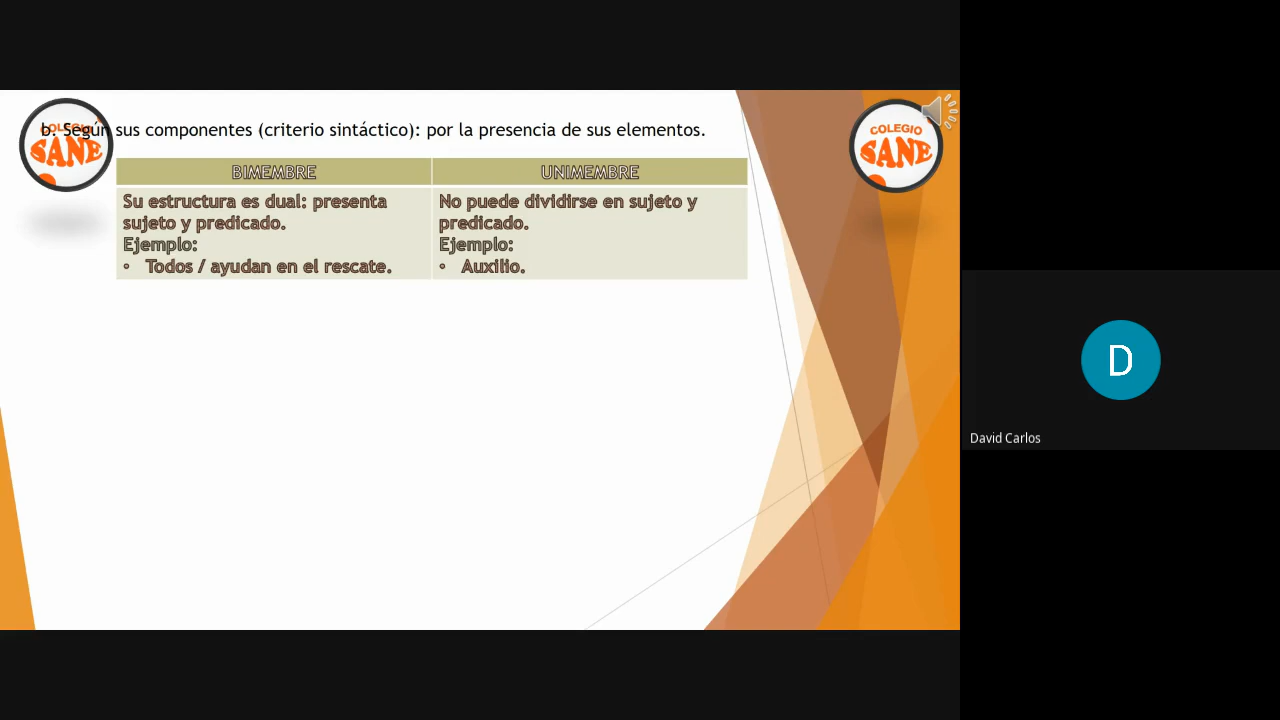 COLEGIO
SANE
b. Según sus componentes (criterio sintáctico): por la presencia de sus elementos.
COLEGIO
SANE
BIMEMBRE
UNIMEMBRE
Su estructura es dual: presenta
sujeto y predicado.
Ejemplo:
• Todos / ayudan en el rescate.
No puede dividirse en sujeto y
predicado.
Ejemplo:
• Auxilio.
D
David Carlos